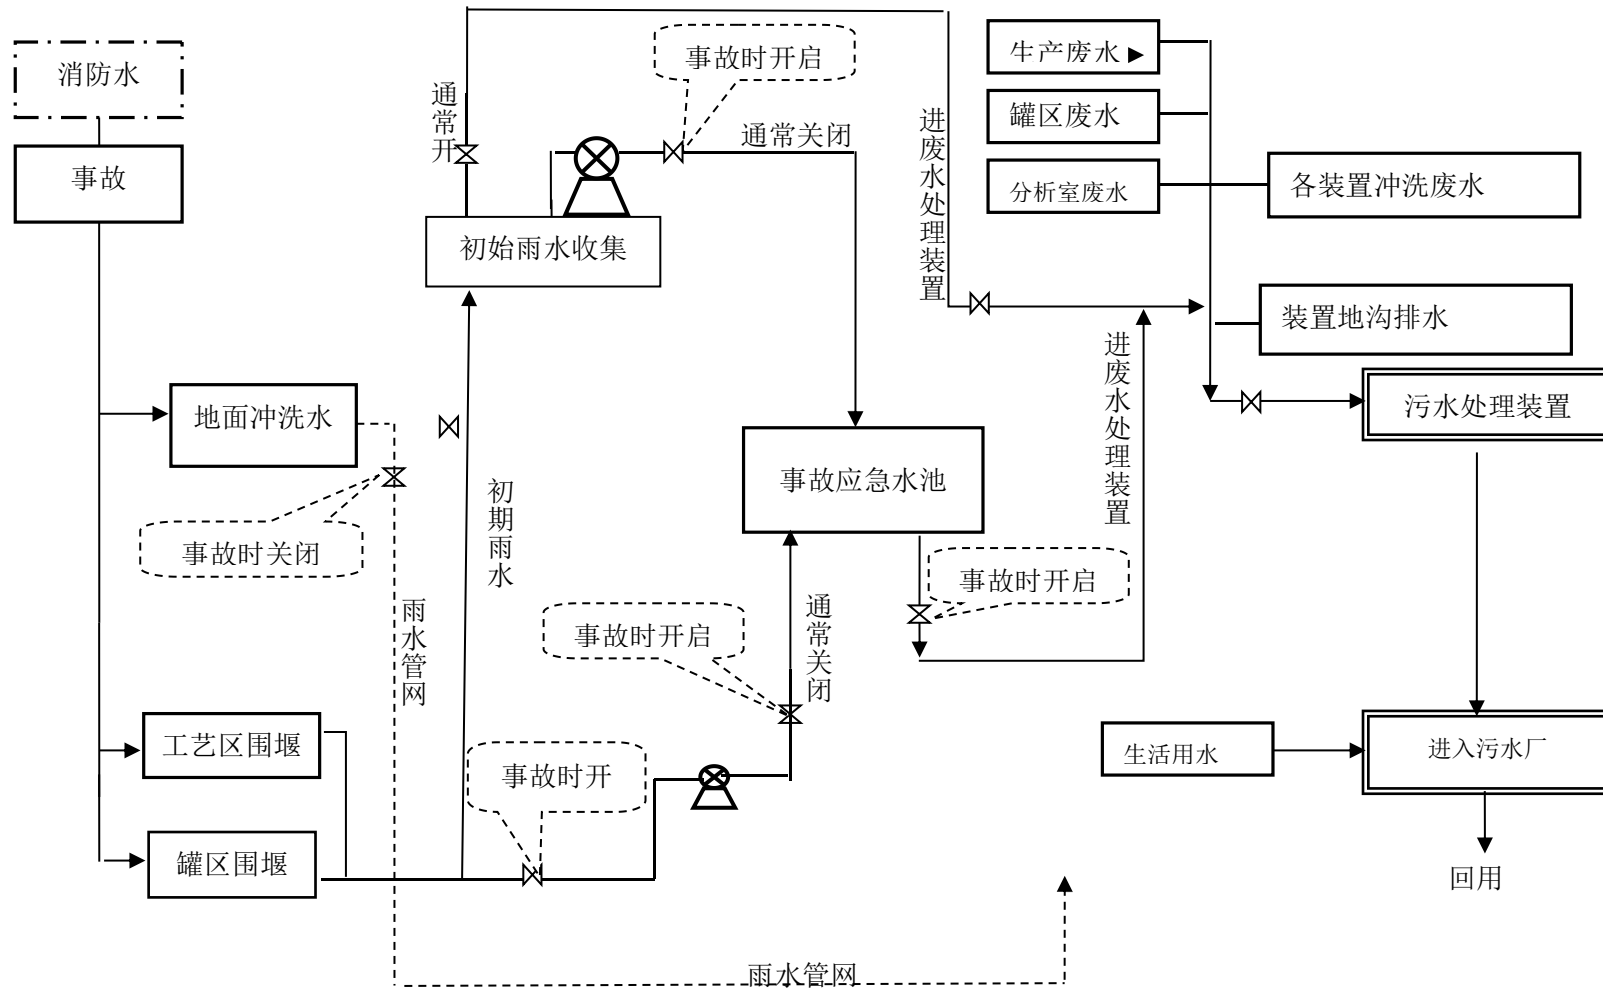 消防水
事故
通常开
事故时开启
通常关闭
初始雨水收集
进废水处理装置
生产废水
罐区废水
分析室废水
各装置冲洗废水
装置地沟排水
污水处理装置
进废水处理装置
地面冲洗水
事故时关闭
初期雨水
事故应急水池
事故时开启
雨水管网
事故时开启
通常关闭
工艺区围堰
事故时开
罐区围堰
生活用水
进入污水厂
回用
雨水管网